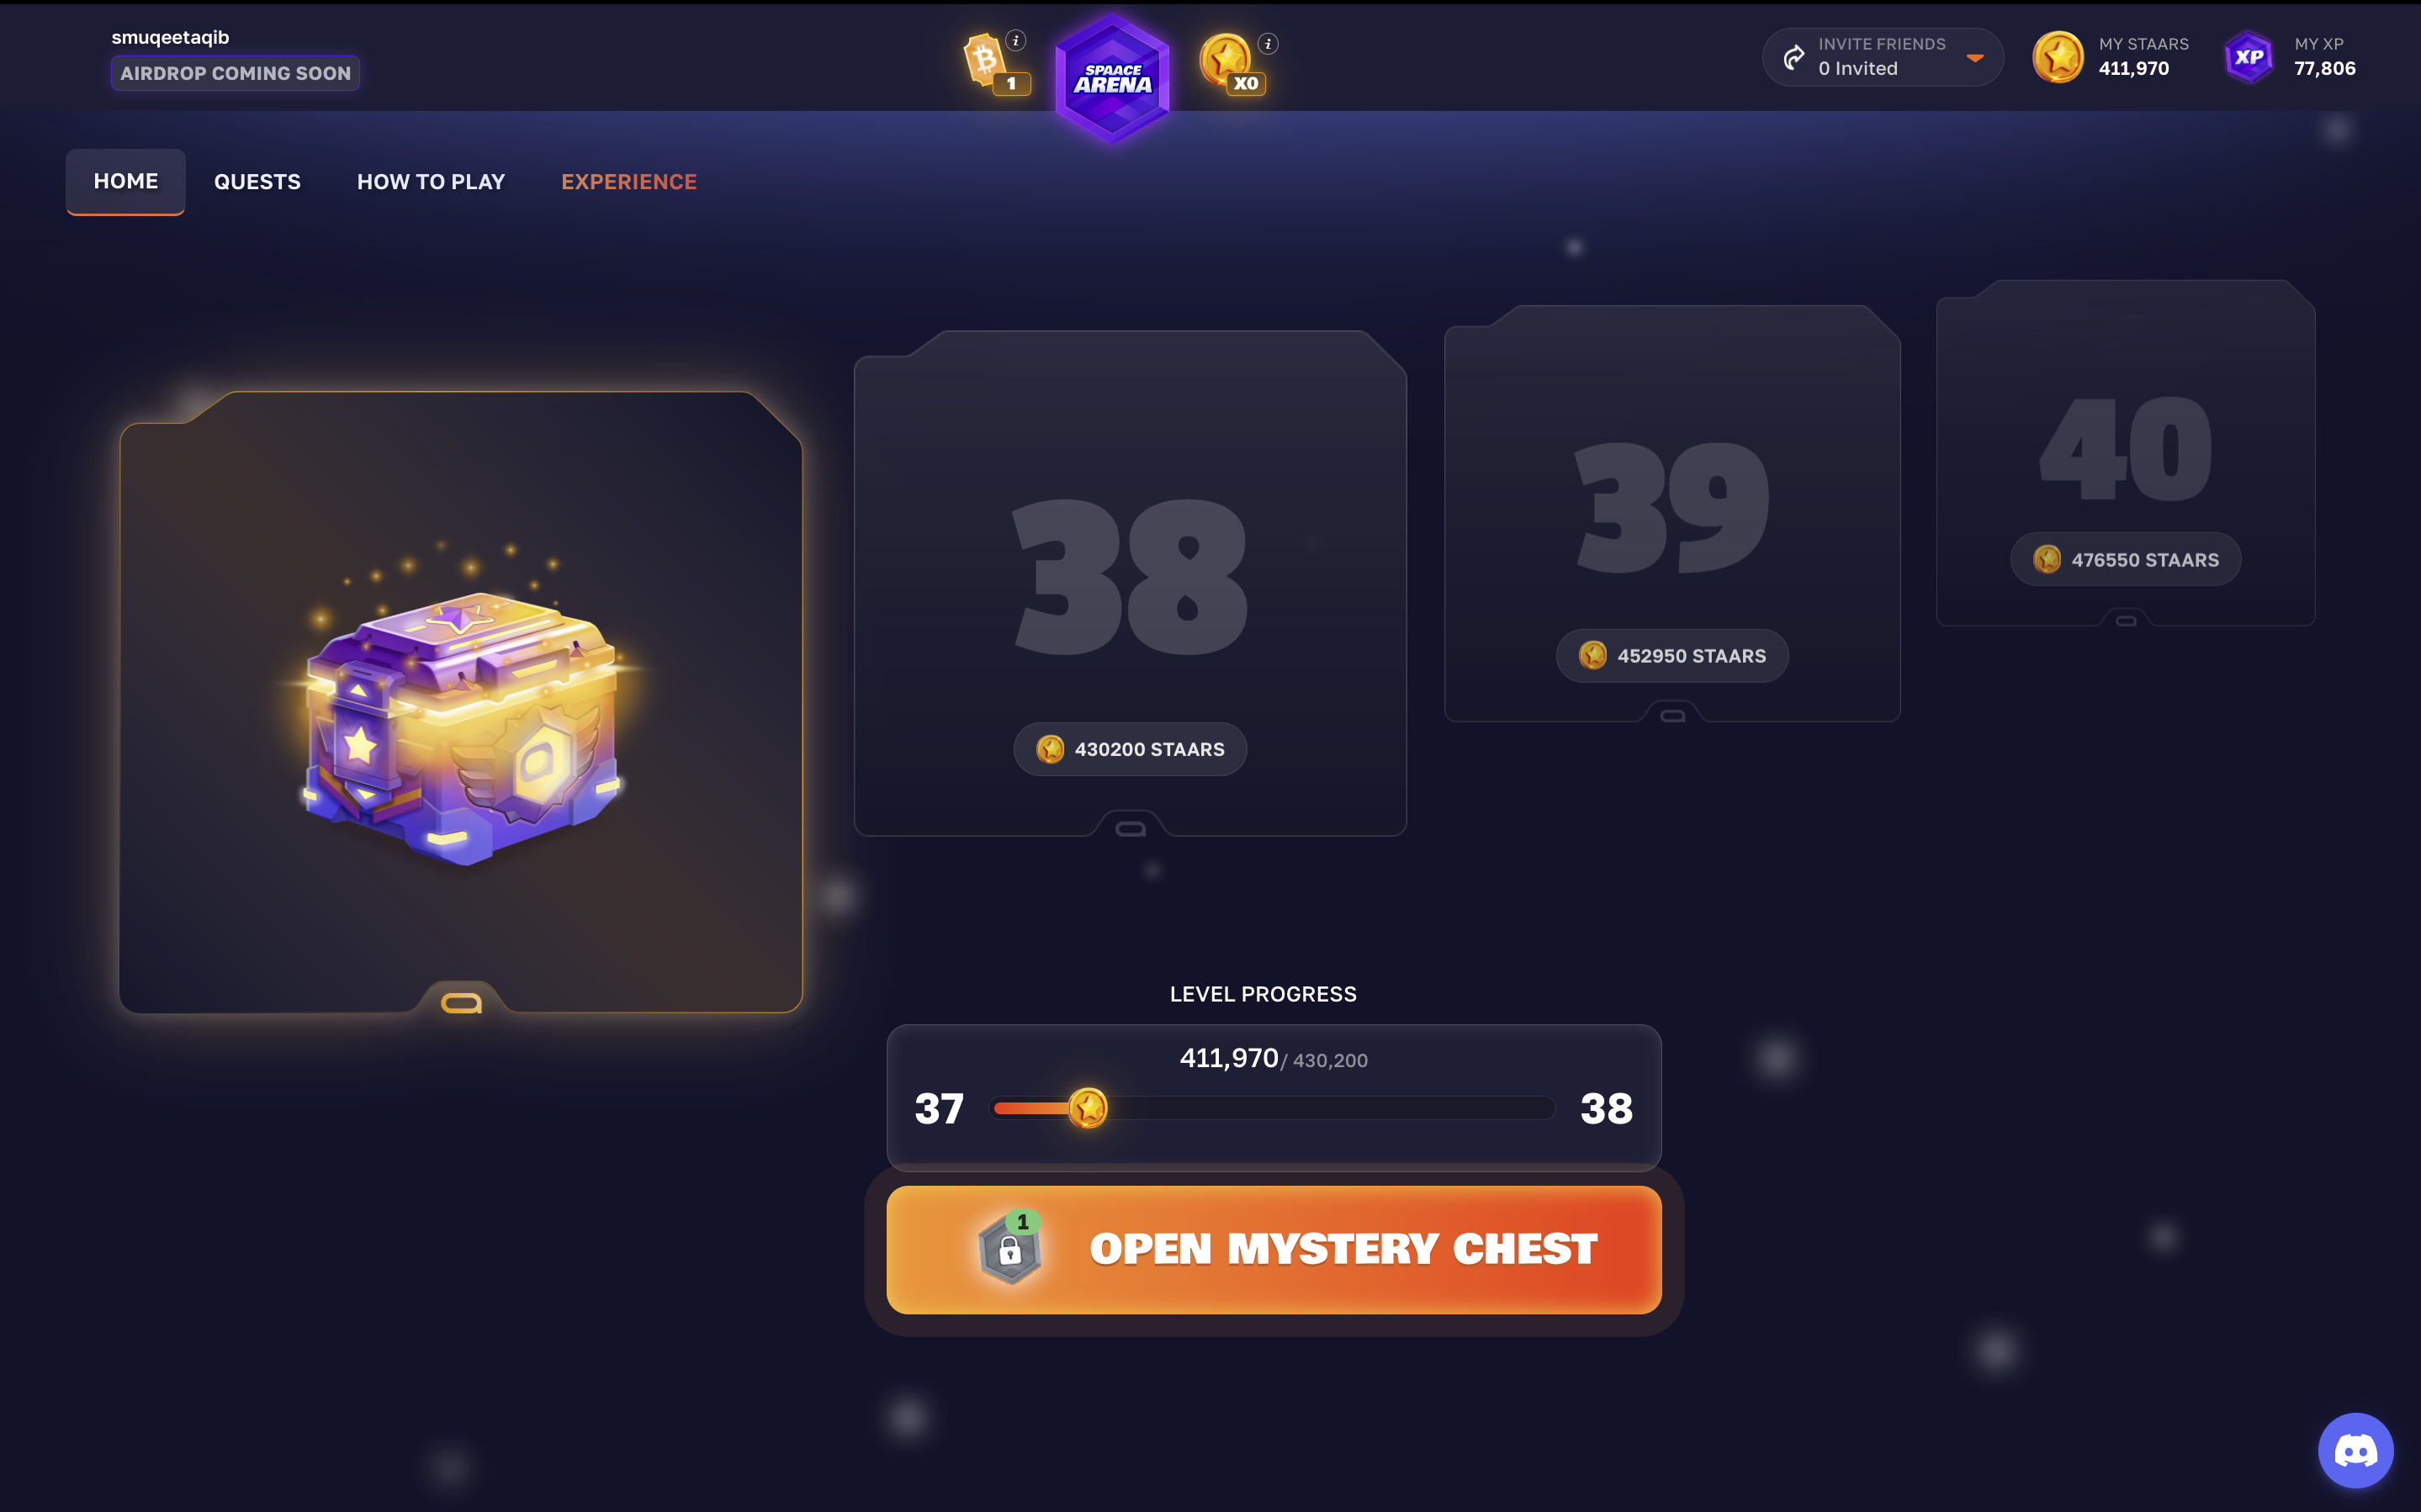 smuqeetaqib
AIRDROP COMING SOON
1
SPAACE
ARENA
X0
INVITE FRIENDS
0 Invited
MY STAARS
411,970
XP
MY XP
77,806
HOME
QUESTS
HOW TO PLAY
EXPERIENCE
38
430200 STAARS
39
452950 STAARS
40
476550 STAARS
LEVEL PROGRESS
411,970/ 430,200
37
38
1
OPEN MYSTERY CHEST